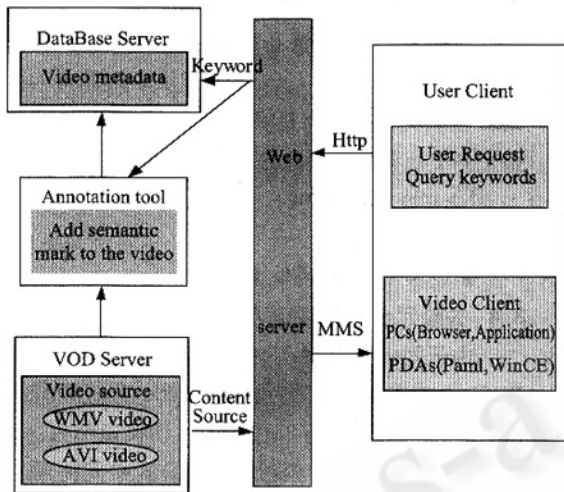 DataBase Server
Video metadata
Keyword
Annotation tool
Add semantic
mark to the video
VOD Server
Video source
WMV video
AVI video
Content
Source
Web
server
Http
MMS
User Client
User Request
Query keywords
Video Client
PCs(Browser,Application)
PDAs(Paml,WinCE)